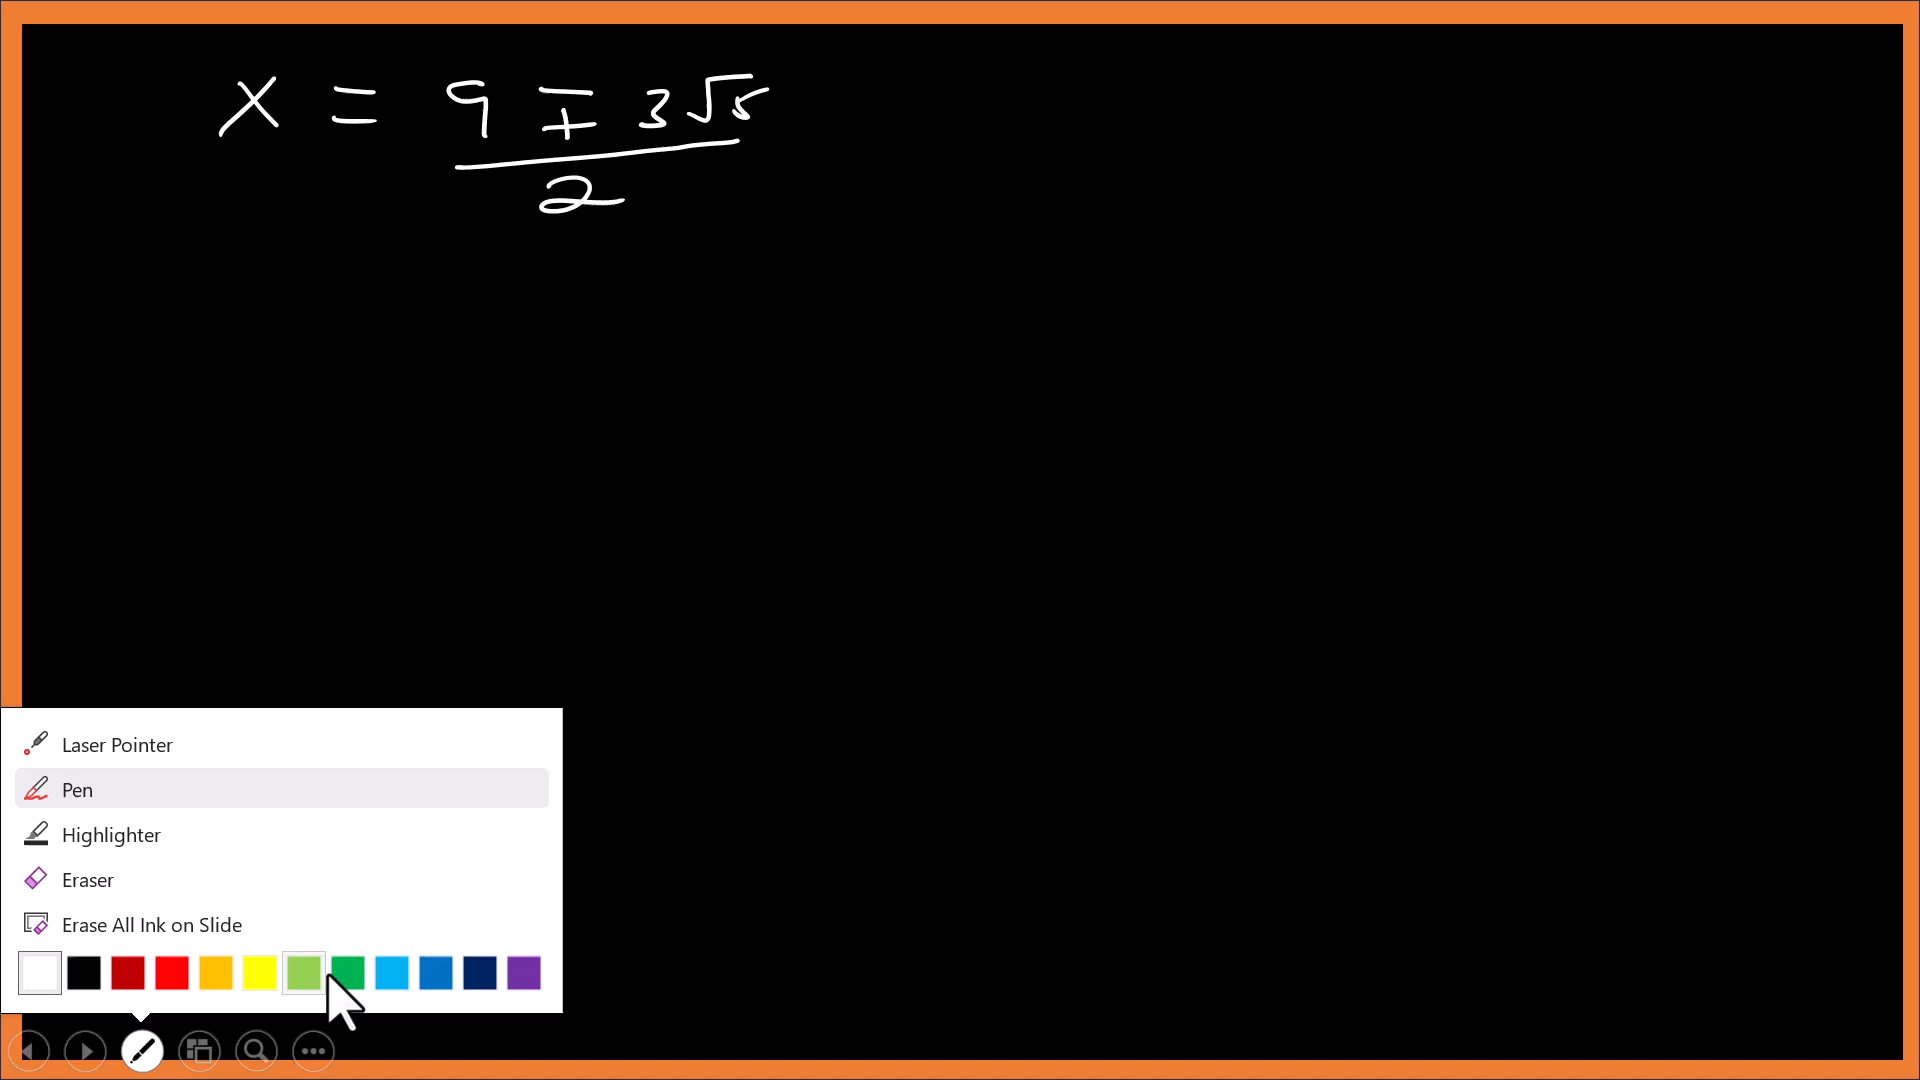 x = 9 ∓ 3√5
2
Laser Pointer
Pen
Highlighter
Eraser
Erase All Ink on Slide